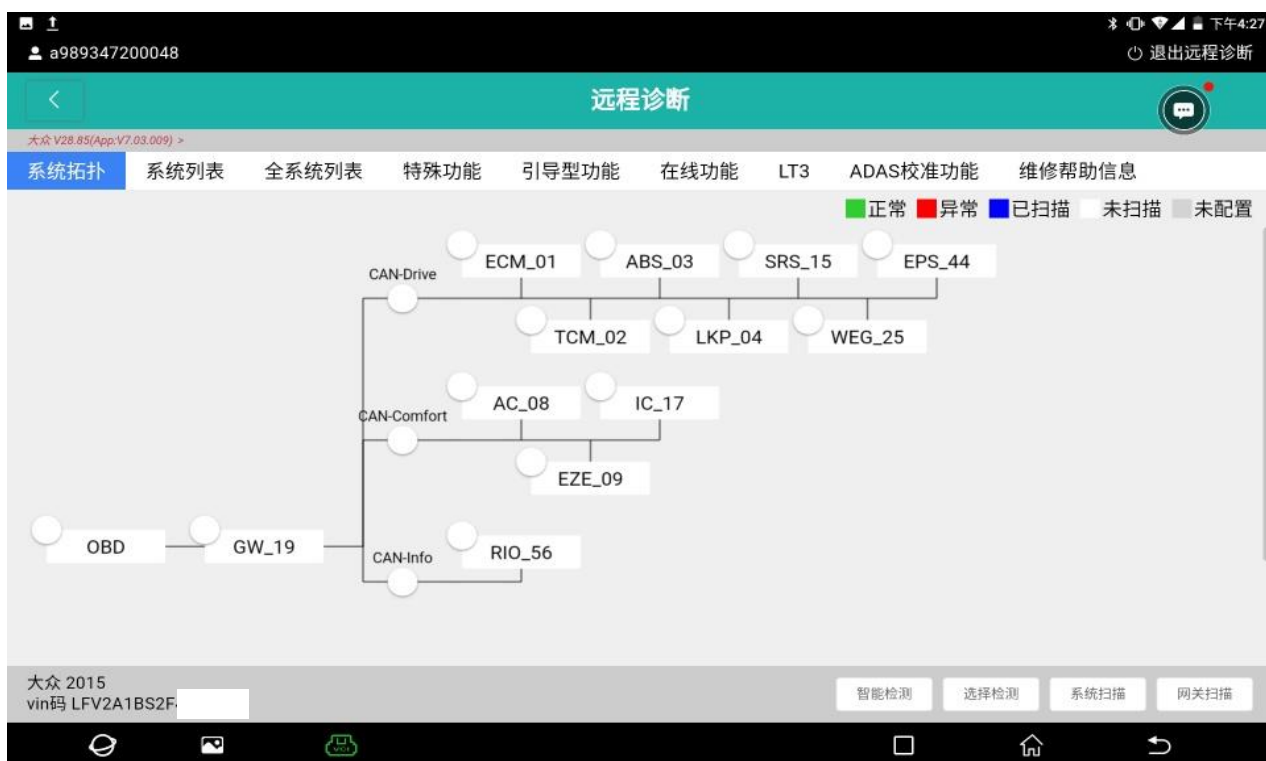 下午4:27
a989347200048
退出远程诊断
远程诊断
大众 V28.85(App:V7.03.009) >
系统拓扑 系统列表 全系统列表 特殊功能 引导型功能 在线功能 LT3 ADAS校准功能 维修帮助信息
正常 异常 已扫描 未扫描 未配置
CAN-Drive
ECM_01 ABS_03 SRS_15 EPS_44
TCM_02 LKP_04 WEG_25
CAN-Comfort
AC_08 IC_17
EZE_09
OBD GW_19
CAN-Info
RIO_56
大众 2015
vin码 LFV2A1BS2F
智能检测 选择检测 系统扫描 网关扫描
VCI